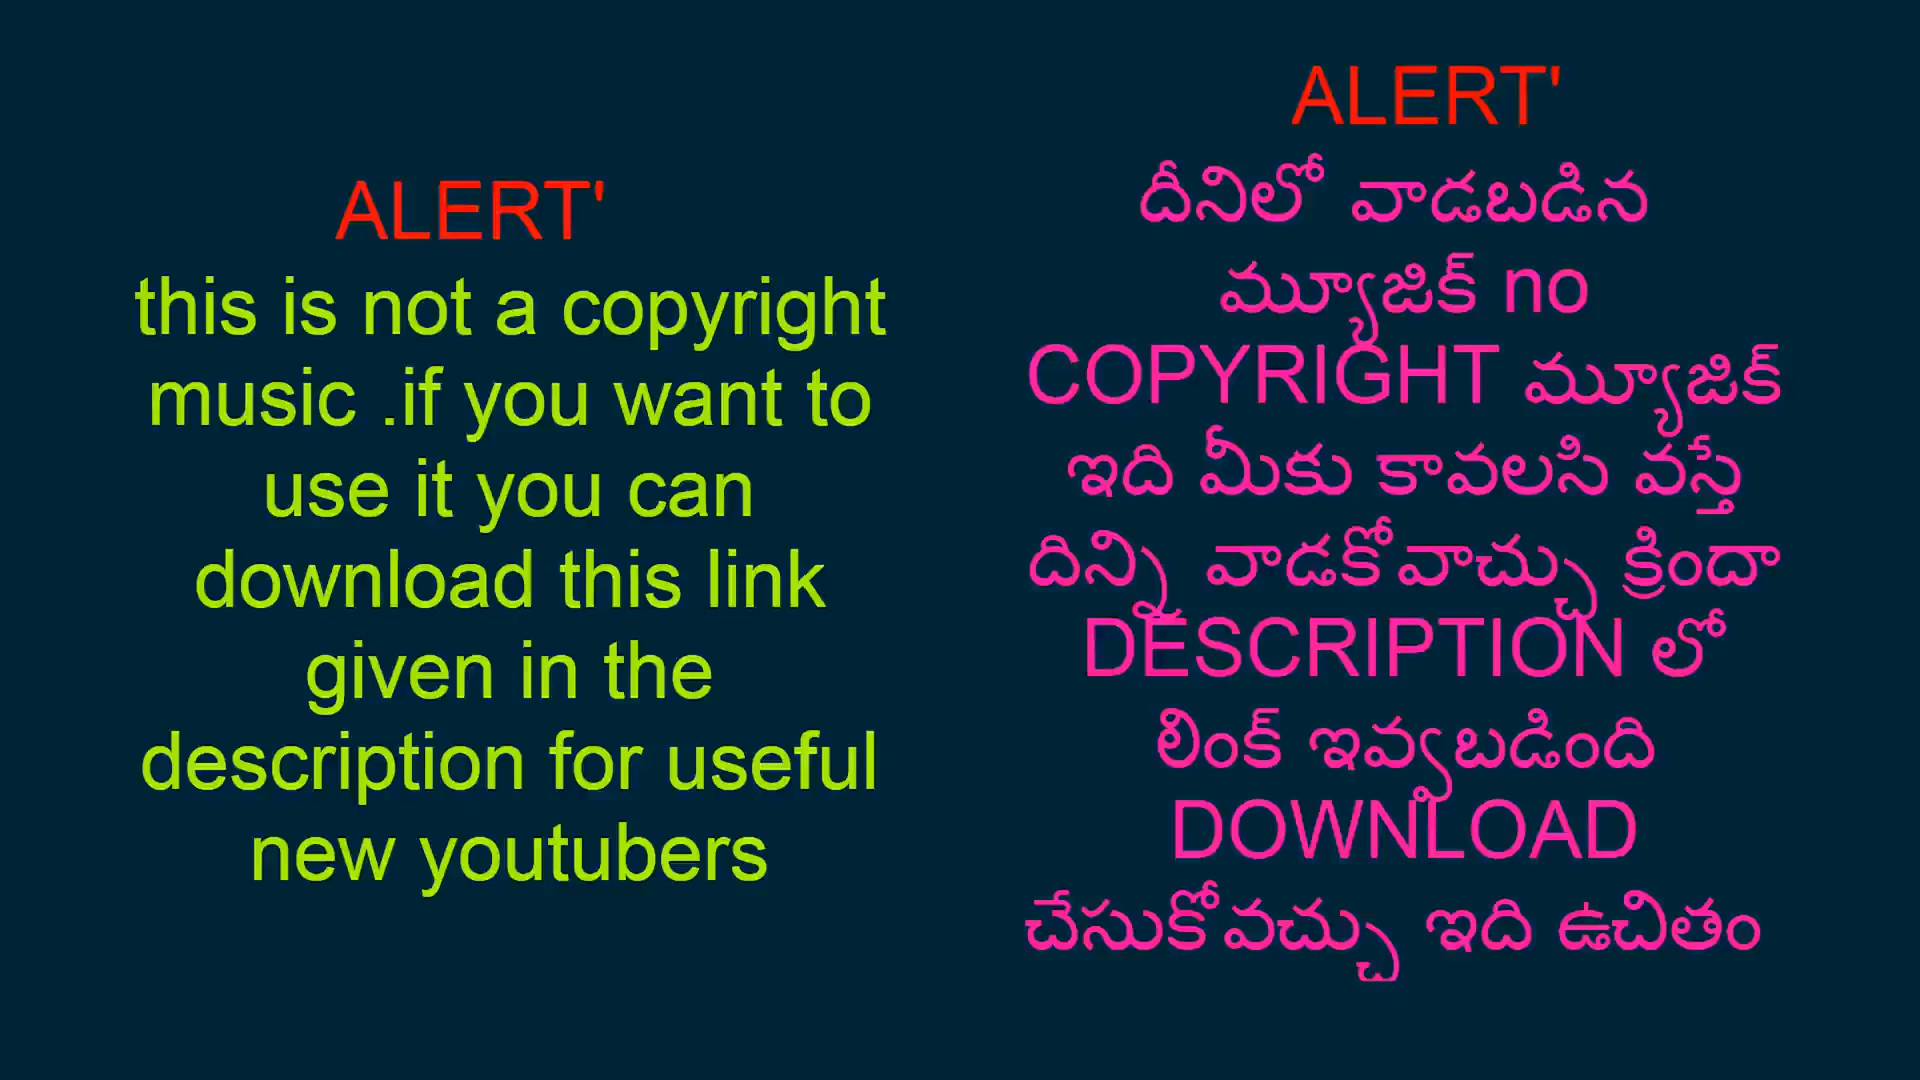 ALERT'
this is not a copyright
music .if you want to
use it you can
download this link
given in the
description for useful
new youtubers
ALERT'
దీనిలో వాడబడిన
మ్యూజిక్ no
COPYRIGHT మ్యూజిక్
ఇది మీకు కావలసి వస్తే
దిన్ని వాడకోవాచ్చు క్రిందా
DESCRIPTION లో
లింక్ ఇవ్వబడింది
DOWNLOAD
చేసుకోవచ్చు ఇది ఉచితం